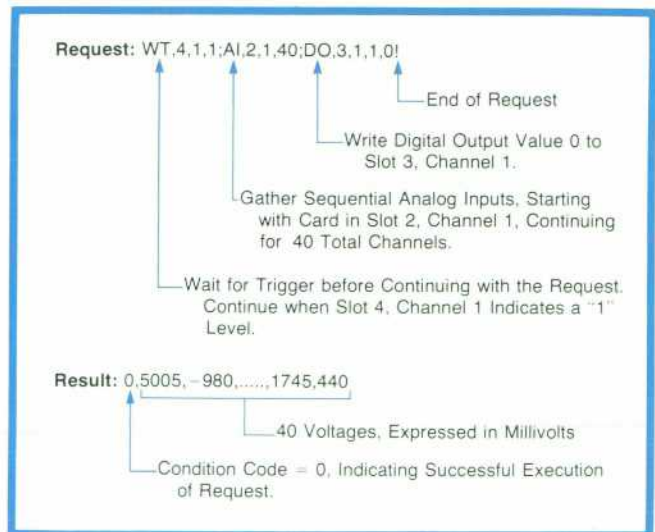 Request: WT,4,1,1;AI,2,1,40;DO,3,1,1,0!
End of Request
Write Digital Output Value 0 to
Slot 3, Channel 1.
Gather Sequential Analog Inputs, Starting
with Card in Slot 2, Channel 1, Continuing
for 40 Total Channels.
Wait for Trigger before Continuing with the Request.
Continue when Slot 4, Channel 1 Indicates a "1"
Level.
Result: 0,5005,-980,.....,1745,440
40 Voltages, Expressed in Millivolts
Condition Code = 0, Indicating Successful Execution
of Request.